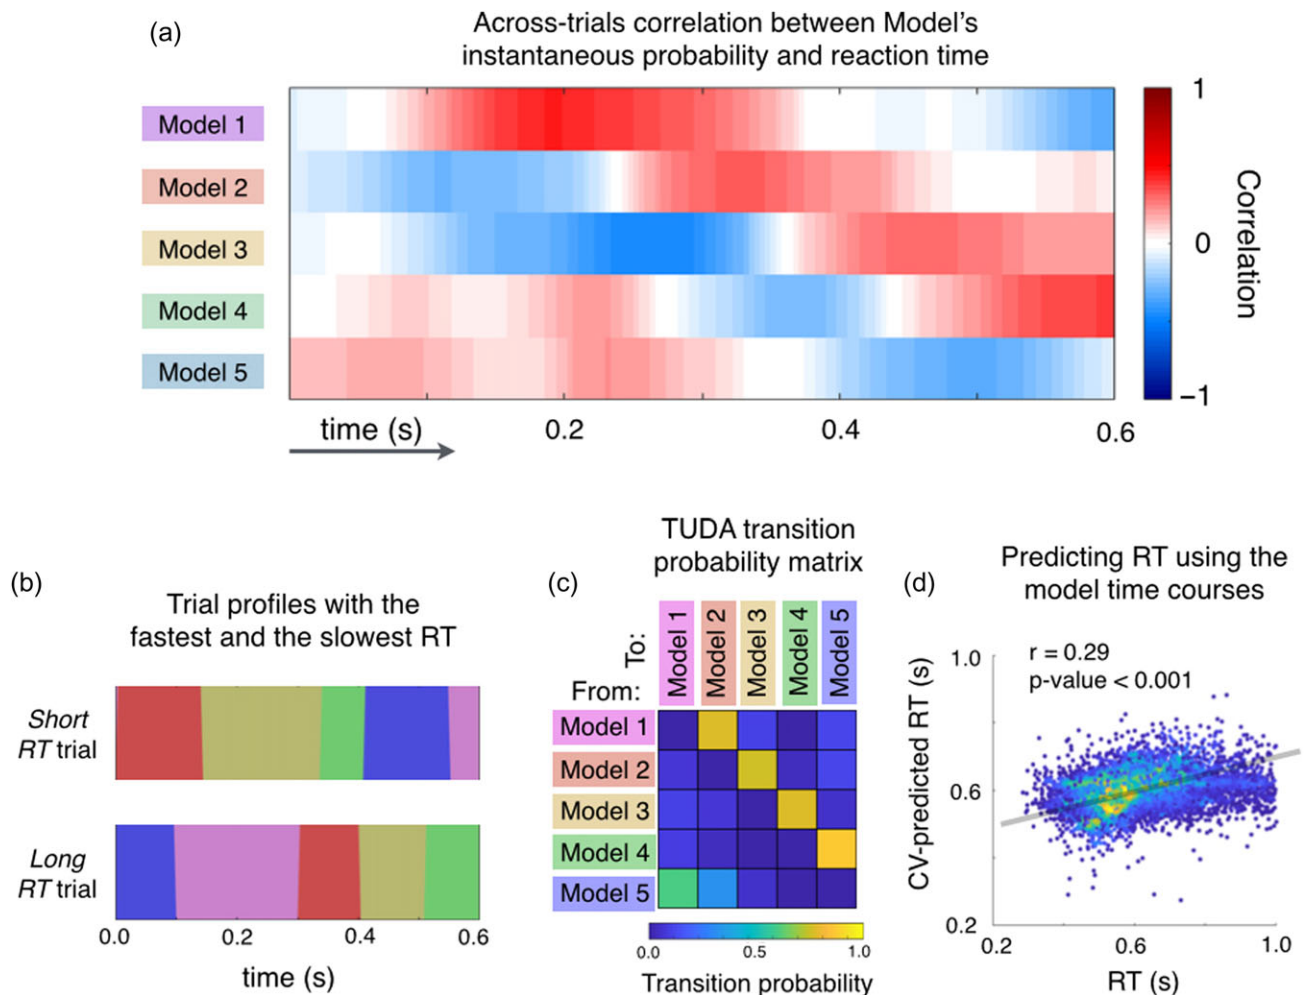 (a)
Across-trials correlation between Model's
instantaneous probability and reaction time
Model 1
Model 2
Model 3
Model 4
Model 5
1
0
−1
Correlation
time (s)
0.2
0.4
0.6
(b)
Trial profiles with the
fastest and the slowest RT
Short
RT trial
Long
RT trial
0.0
0.2
0.4
0.6
time (s)
(c)
TUDA transition
probability matrix
To:
Model 1
Model 2
Model 3
Model 4
Model 5
From:
Model 1
Model 2
Model 3
Model 4
Model 5
0.0
0.5
1.0
Transition probability
(d)
Predicting RT using the
model time courses
r = 0.29
p-value < 0.001
CV-predicted RT (s)
1.0
0.6
0.2
0.2
0.6
1.0
RT (s)